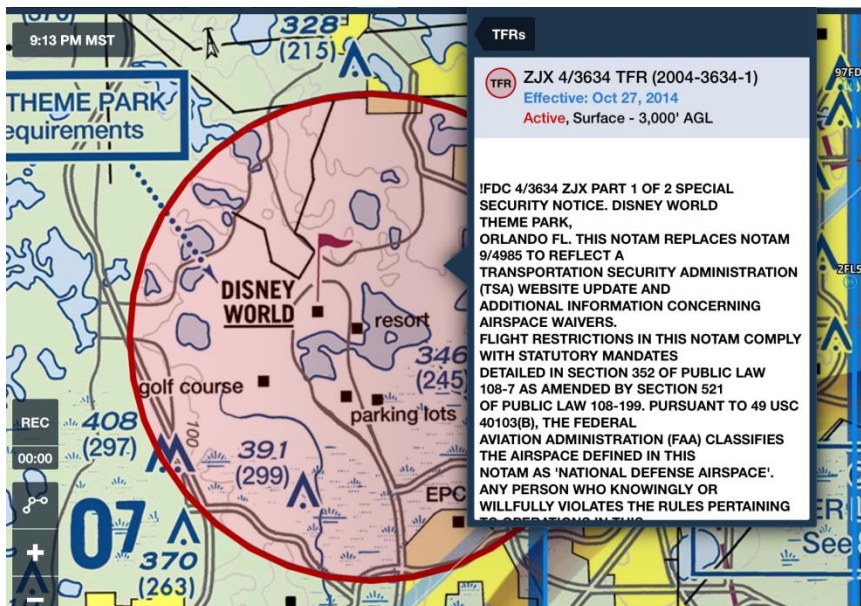 9:13 PM MST
328
(215)
THEME PARK
equirements
DISNEY
WORLD
resort
346
(245)
golf course
parking lots
REC
00:00
408
(297)
100
391
(299)
EPC
07
370
(263)
+
–
TFRs
TFR
ZJX 4/3634 TFR (2004-3634-1)
Effective: Oct 27, 2014
Active, Surface - 3,000' AGL
!FDC 4/3634 ZJX PART 1 OF 2 SPECIAL
SECURITY NOTICE. DISNEY WORLD
THEME PARK,
ORLANDO FL. THIS NOTAM REPLACES NOTAM
9/4985 TO REFLECT A
TRANSPORTATION SECURITY ADMINISTRATION
(TSA) WEBSITE UPDATE AND
ADDITIONAL INFORMATION CONCERNING
AIRSPACE WAIVERS.
FLIGHT RESTRICTIONS IN THIS NOTAM COMPLY
WITH STATUTORY MANDATES
DETAILED IN SECTION 352 OF PUBLIC LAW
108-7 AS AMENDED BY SECTION 521
OF PUBLIC LAW 108-199. PURSUANT TO 49 USC
40103(B), THE FEDERAL
AVIATION ADMINISTRATION (FAA) CLASSIFIES
THE AIRSPACE DEFINED IN THIS
NOTAM AS 'NATIONAL DEFENSE AIRSPACE'.
ANY PERSON WHO KNOWINGLY OR
WILLFULLY VIOLATES THE RULES PERTAINING
TO OPERATIONS IN THIS
97FD
2FL5
See